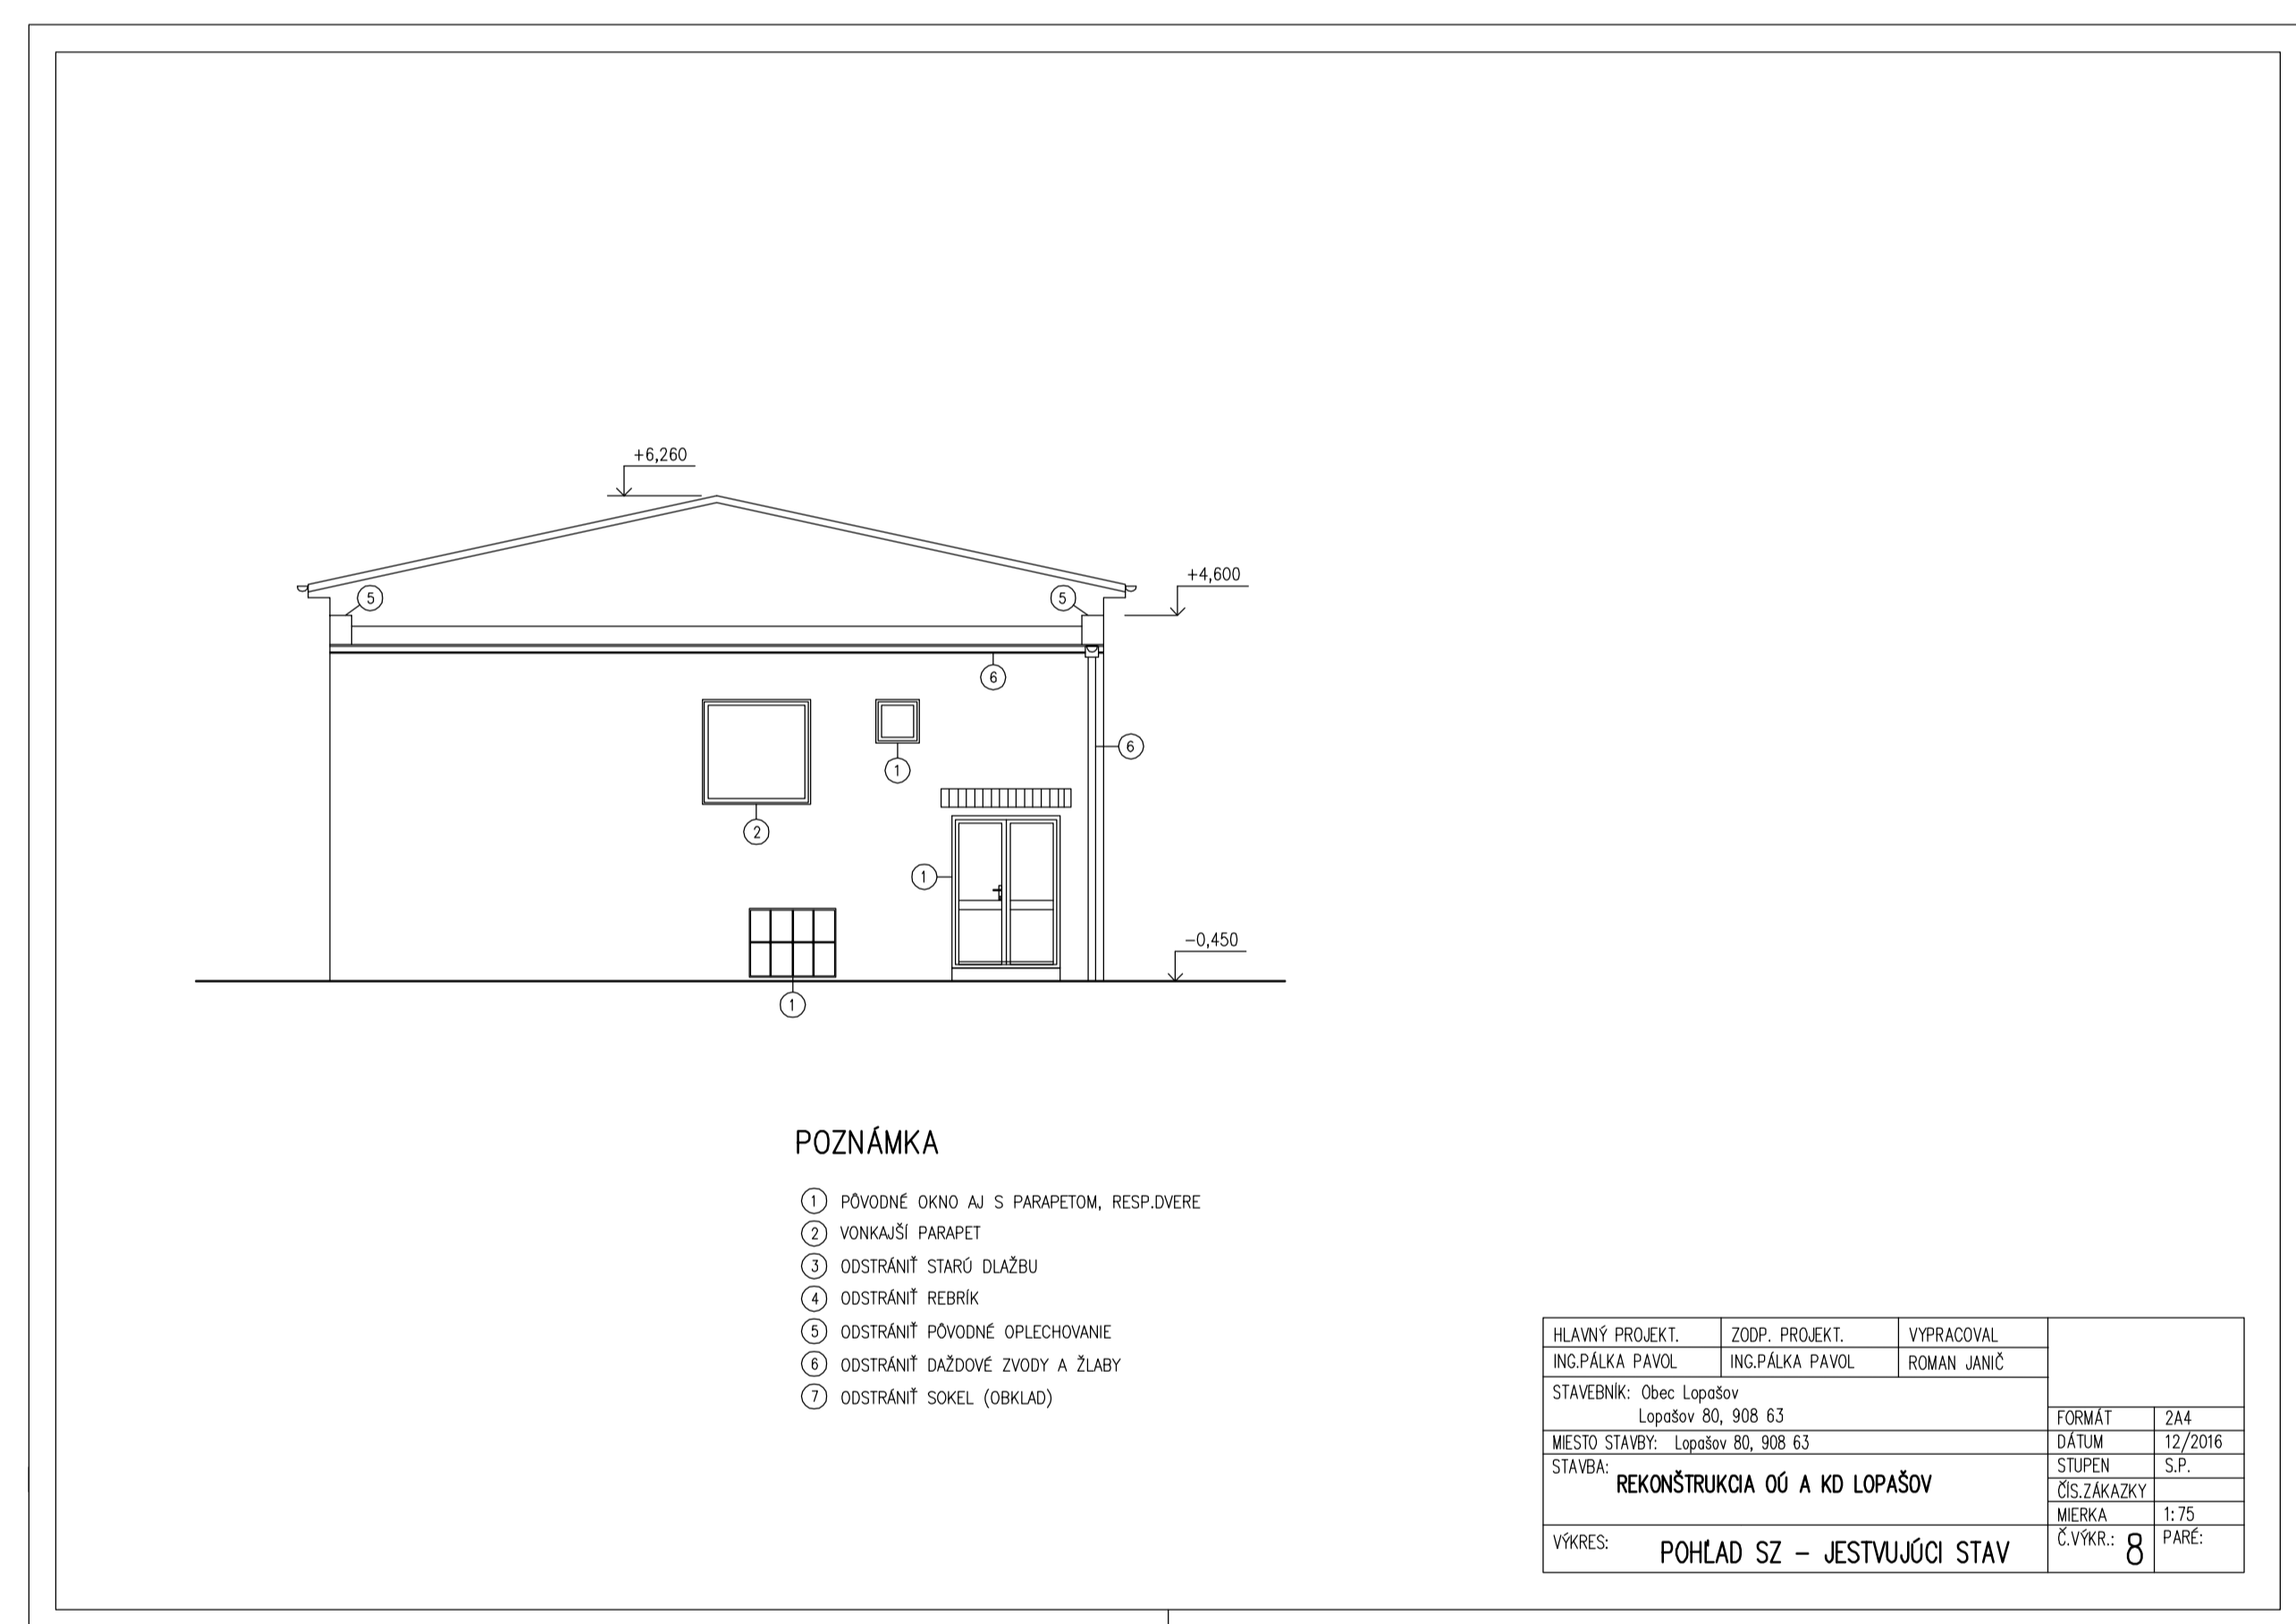 +6,260
+4,600
5
5
6
6
1
2
1
-0,450
1
POZNÁMKA
1 PÔVODNÉ OKNO AJ S PARAPETOM, RESP.DVERE
2 VONKAJŠÍ PARAPET
3 ODSTRÁNIŤ STARÚ DLAŽBU
4 ODSTRÁNIŤ REBRÍK
5 ODSTRÁNIŤ PÔVODNÉ OPLECHOVANIE
6 ODSTRÁNIŤ DAŽDOVÉ ZVODY A ŽLABY
7 ODSTRÁNIŤ SOKEL (OBKLAD)
HLAVNÝ PROJEKT. ZODP. PROJEKT. VYPRACOVAL
ING.PÁLKA PAVOL ING.PÁLKA PAVOL ROMAN JANIČ
STAVEBNÍK: Obec Lopašov
Lopašov 80, 908 63
MIESTO STAVBY: Lopašov 80, 908 63
STAVBA:
REKONŠTRUKCIA OÚ A KD LOPAŠOV
VÝKRES: POHĽAD SZ – JESTVUJÚCI STAV
FORMÁT 2A4
DÁTUM 12/2016
STUPEN S.P.
ČÍS.ZÁKAZKY
MIERKA 1:75
Č.VÝKR.: 8 PARÉ: